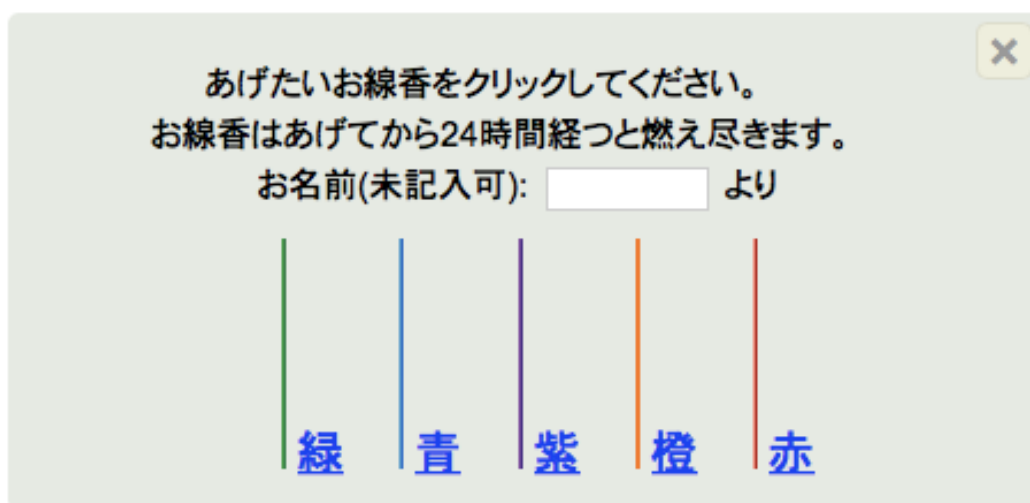 あげたいお線香をクリックしてください。
お線香はあげてから24時間経つと燃え尽きます。
お名前(未記入可): より
緑 青 紫 橙 赤